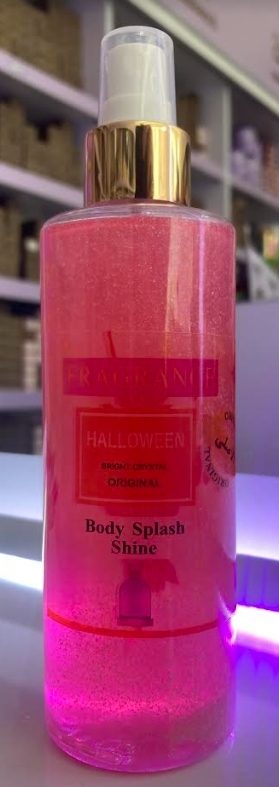 FRAGRANCE
HALLOWEEN
BRIGHT CRYSTAL
ORIGINAL
Body Splash
Shine